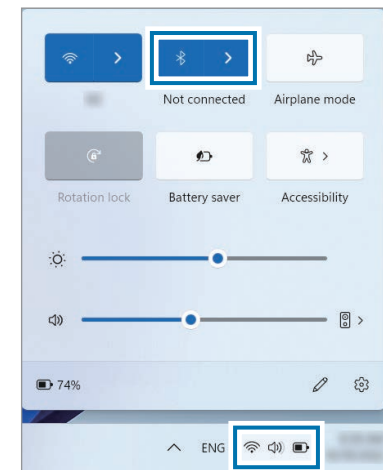 Not connected Airplane mode
Rotation lock Battery saver Accessibility
74%
ENG